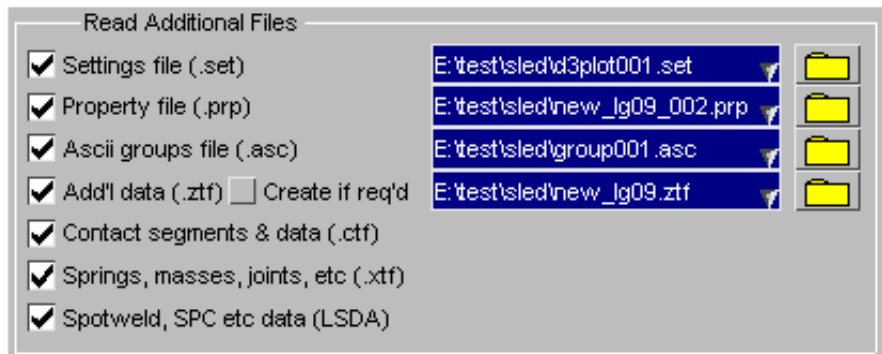 Read Additional Files
Settings file (.set) E:\test\sled\d3plot001.set
Property file (.prp) E:\test\sled\new_lg09_002.prp
Ascii groups file (.asc) E:\test\sled\group001.asc
Add'l data (.ztf) Create if req'd E:\test\sled\new_lg09.ztf
Contact segments & data (.ctf)
Springs, masses, joints, etc (.xtf)
Spotweld, SPC etc data (LSDA)